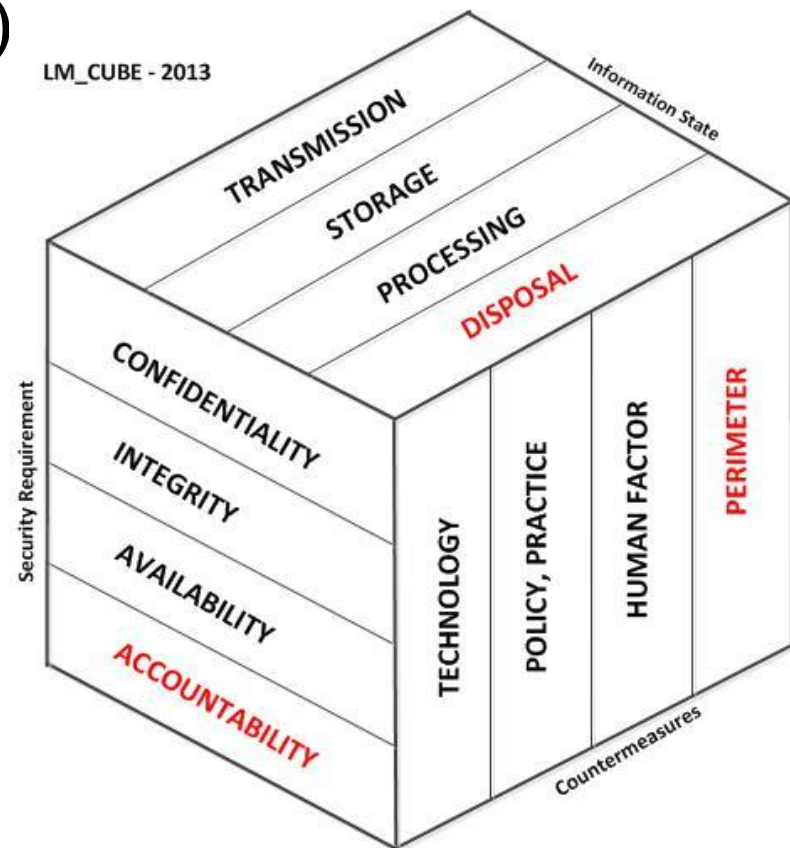 )
LM_CUBE - 2013
Information State
TRANSMISSION
STORAGE
PROCESSING
DISPOSAL
Security Requirement
CONFIDENTIALITY
INTEGRITY
AVAILABILITY
ACCOUNTABILITY
TECHNOLOGY
POLICY, PRACTICE
HUMAN FACTOR
PERIMETER
Countermeasures